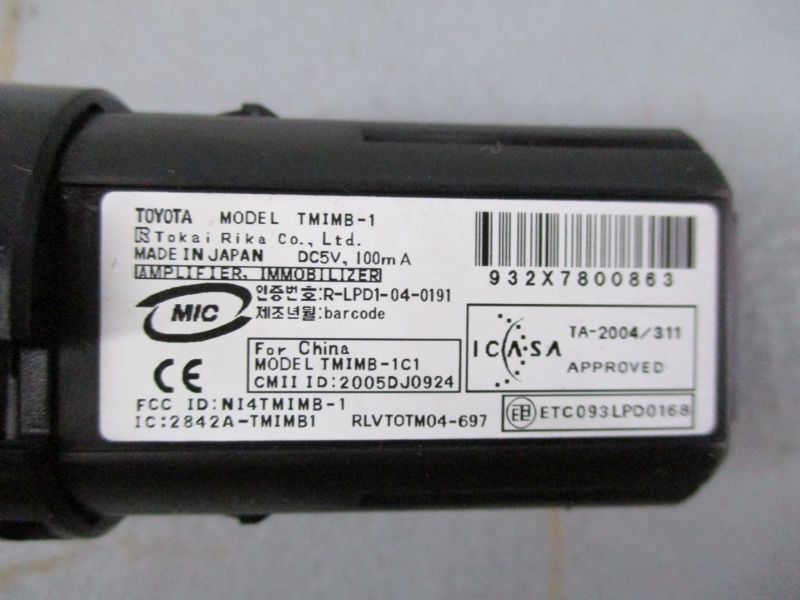 TOYOTA MODEL TMIMB-1
Tokai Rika Co., Ltd.
MADE IN JAPAN DC5V, 100mA
AMPLIFIER, IMMOBILIZER
MIC
인증번호:R-LPD1-04-0191
제조년월:barcode
CE
For China
MODEL TMIMB-1C1
CMII ID:2005DJ0924
FCC ID:NI4TMIMB-1
IC:2842A-TMIMB1
RLVTOTM04-697
932X7800863
ICASA
TA-2004/311
APPROVED
ETC093LPD0168